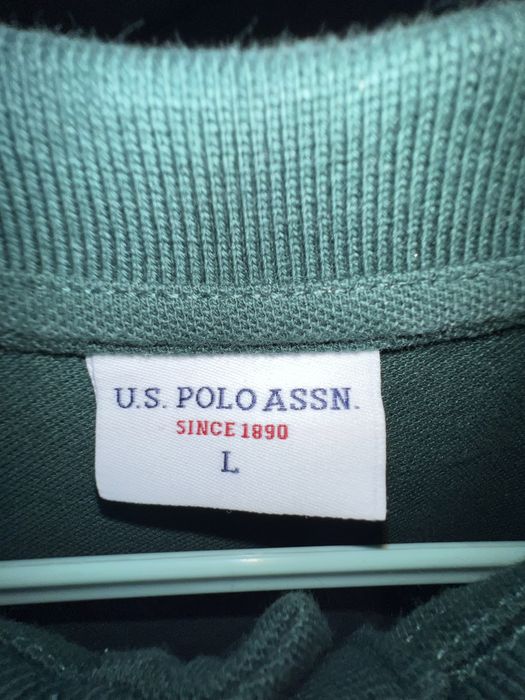 U.S. POLO ASSN.
SINCE 1890
L